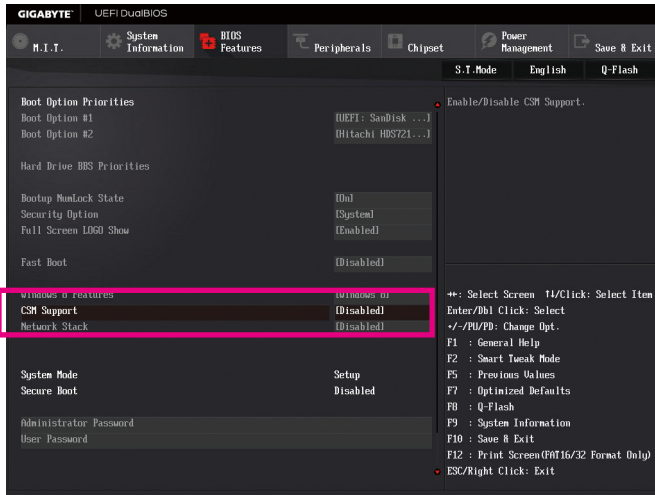 GIGABYTE™ UEFI DualBIOS
M.I.T. System Information BIOS Features Peripherals Chipset Power Management Save & Exit
S.T.Mode English Q-Flash
Boot Option Priorities
Boot Option #1 [UEFI: SanDisk ...]
Boot Option #2 [Hitachi HDS721...]
Hard Drive BBS Priorities
Bootup NumLock State [On]
Security Option [System]
Full Screen LOGO Show [Enabled]
Fast Boot [Disabled]
Windows 8 Features [Windows 8]
CSM Support [Disabled]
Network Stack [Disabled]
System Mode Setup
Secure Boot Disabled
Administrator Password
User Password
Enable/Disable CSM Support.
→←: Select Screen ↑↓/Click: Select Item
Enter/Dbl Click: Select
+/-/PU/PD: Change Opt.
F1 : General Help
F2 : Smart Tweak Mode
F5 : Previous Values
F7 : Optimized Defaults
F8 : Q-Flash
F9 : System Information
F10 : Save & Exit
F12 : Print Screen(FAT16/32 Format Only)
ESC/Right Click: Exit